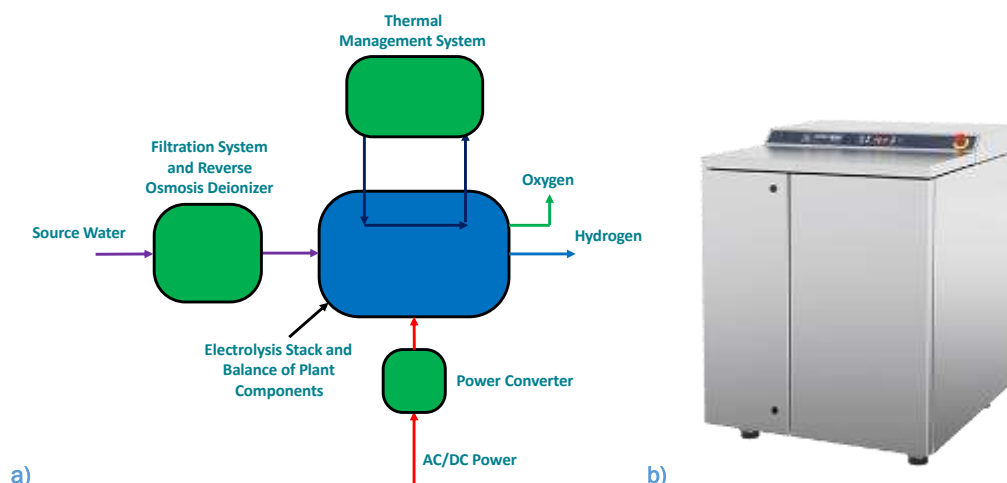 Thermal
Management System
Filtration System
and Reverse
Osmosis Deionizer
Oxygen
Source Water
Hydrogen
Electrolysis Stack and
Balance of Plant
Components
Power Converter
AC/DC Power
a)
b)